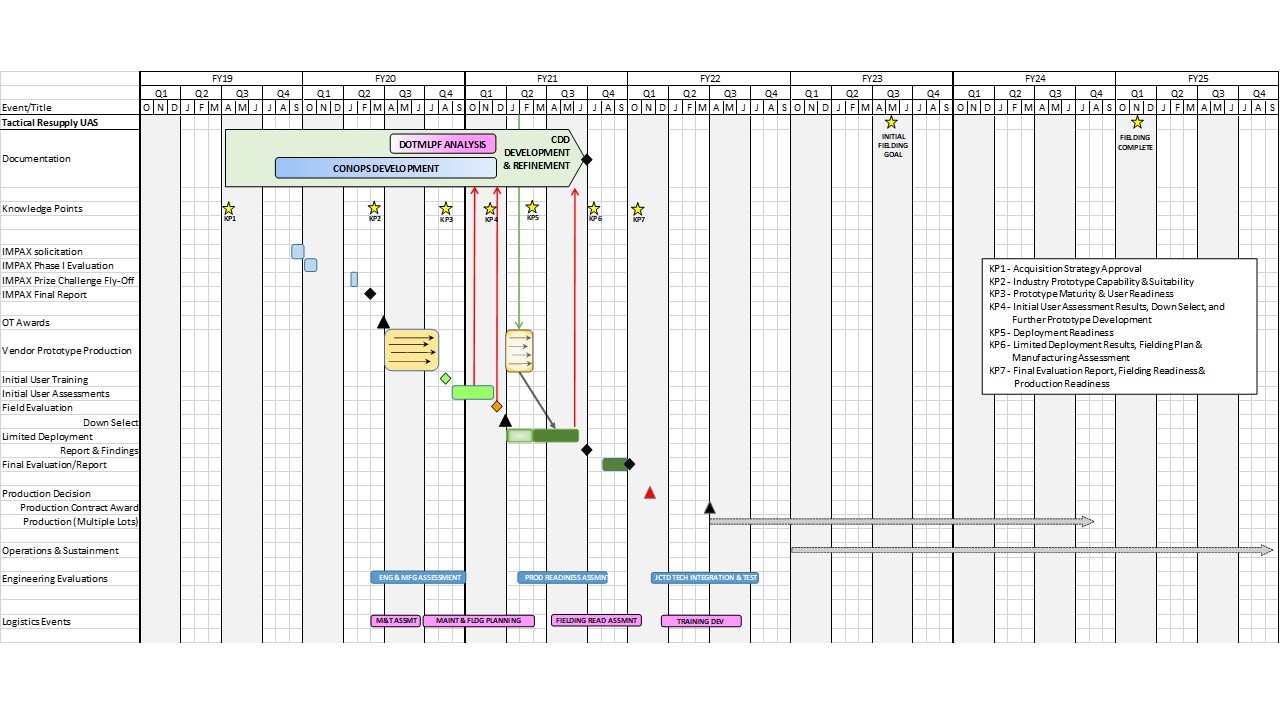 FY19 FY20 FY21 FY22 FY23 FY24 FY25
Q1 Q2 Q3 Q4 Q1 Q2 Q3 Q4 Q1 Q2 Q3 Q4 Q1 Q2 Q3 Q4 Q1 Q2 Q3 Q4 Q1 Q2 Q3 Q4 Q1 Q2 Q3 Q4
Event/Title O N D J F M A M J J A S O N D J F M A M J J A S O N D J F M A M J J A S O N D J F M A M J J A S O N D J F M A M J J A S O N D J F M A M J J A S O N D J F M A M J J A S
Tactical Resupply UAS
INITIAL
FIELDING
GOAL
FIELDING
COMPLETE
Documentation
DOTMLPF ANALYSIS
CONOPS DEVELOPMENT
CDD
DEVELOPMENT
& REFINEMENT
Knowledge Points
KP1 KP2 KP3 KP4 KP5 KP6 KP7
IMPAX solicitation
IMPAX Phase I Evaluation
IMPAX Prize Challenge Fly-Off
IMPAX Final Report
OT Awards
Vendor Prototype Production
Initial User Training
Initial User Assessments
Field Evaluation
Down Select
Limited Deployment
Report & Findings
Final Evaluation/Report
Production Decision
Production Contract Award
Production (Multiple Lots)
Operations & Sustainment
Engineering Evaluations
ENG & MFG ASSESSMENT
PROD READINESS ASSMNT
JCTD TECH INTEGRATION & TEST
Logistics Events
M&T ASSMT
MAINT & FLDG PLANNING
FIELDING READ ASSMNT
TRAINING DEV
KP1 - Acquisition Strategy Approval
KP2 - Industry Prototype Capability & Suitability
KP3 - Prototype Maturity & User Readiness
KP4 - Initial User Assessment Results, Down Select, and
Further Prototype Development
KP5 - Deployment Readiness
KP6 - Limited Deployment Results, Fielding Plan &
Manufacturing Assessment
KP7 - Final Evaluation Report, Fielding Readiness &
Production Readiness